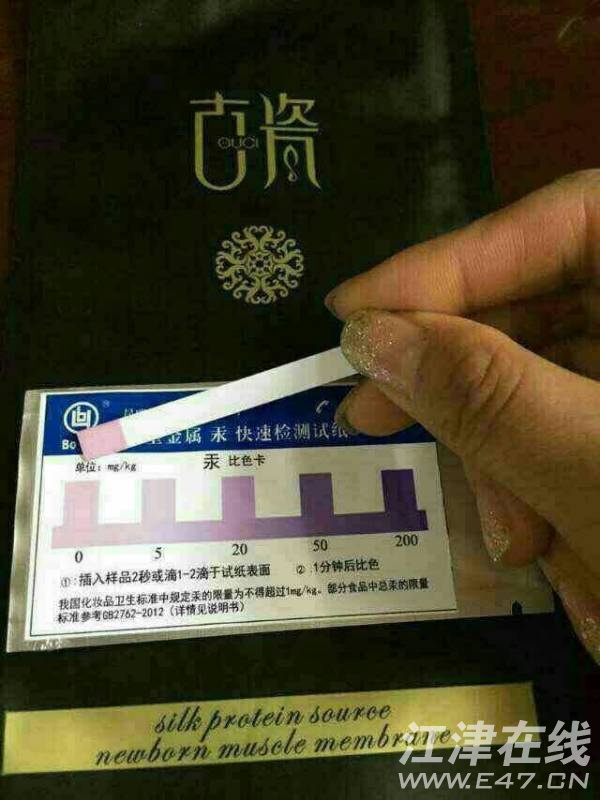 古瓷
GUCi
金属 汞 快速检测试纸
Bo
单位: mg/kg
汞 比色卡
0 5 20 50 200
①:插入样品2秒或滴1-2滴于试纸表面 ②:1分钟后比色
我国化妆品卫生标准中规定汞的限量为不得超过1mg/kg。部分食品中总汞的限量
标准参考GB2762-2012（详情见说明书）
silk protein source
newborn muscle membrane
江津在线
WWW.E47.CN